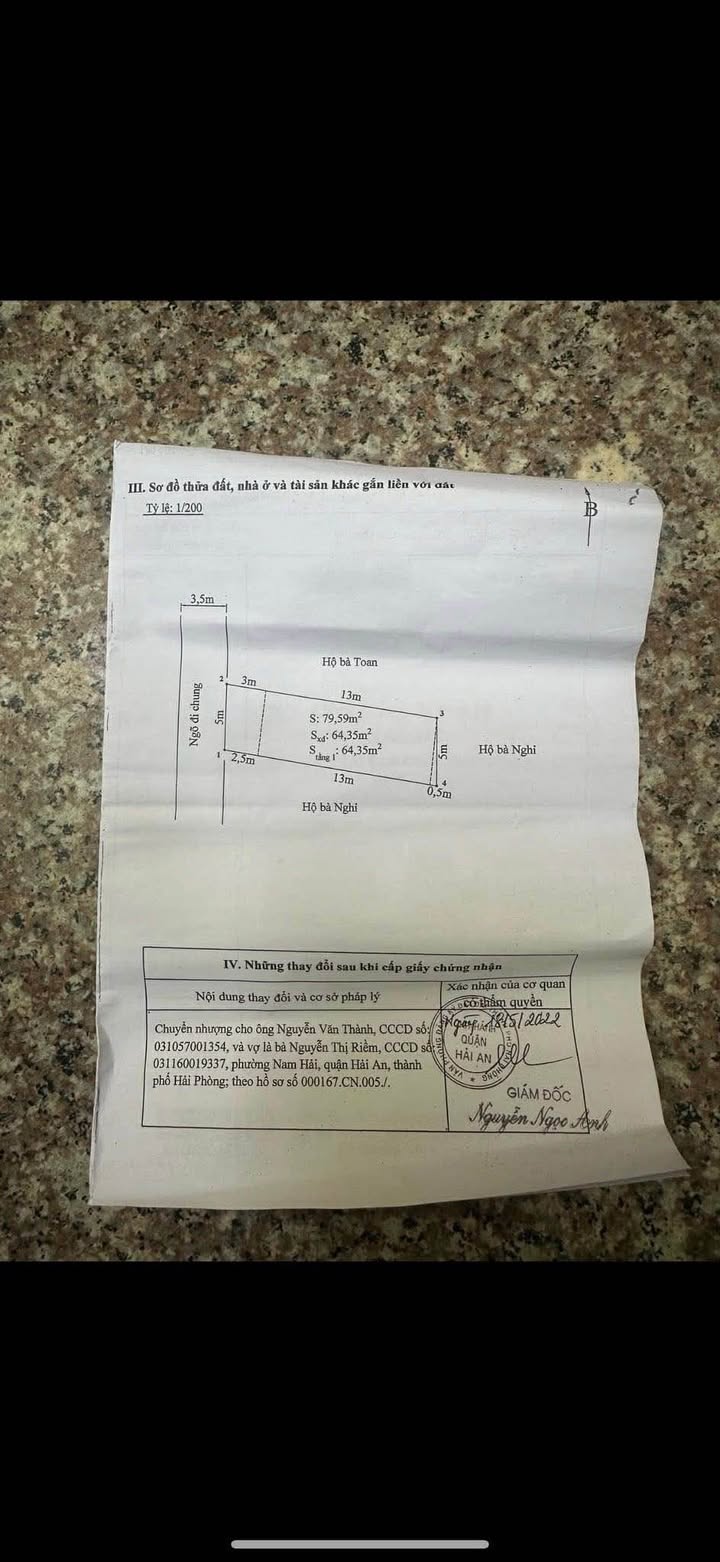 III. Sơ đồ thửa đất, nhà ở và tài sản khác gắn liền với đất
Tỷ lệ: 1/200
B
3,5m
Hộ bà Toan
2
3m
13m
3
Ngõ đi chung
5m
S: 79,59m²
Sxd: 64,35m²
Stầng 1: 64,35m²
5m
Hộ bà Nghi
1
2,5m
13m
4
0,5m
Hộ bà Nghi
IV. Những thay đổi sau khi cấp giấy chứng nhận
Nội dung thay đổi và cơ sở pháp lý
Xác nhận của cơ quan
có thẩm quyền
Chuyển nhượng cho ông Nguyễn Văn Thành, CCCD số:
031057001354, và vợ là bà Nguyễn Thị Riềm, CCCD số:
031160019337, phường Nam Hải, quận Hải An, thành
phố Hải Phòng; theo hồ sơ số 000167.CN.005./.
Ngày 18/5/2022
QUẬN
HẢI AN
GIÁM ĐỐC
Nguyễn Ngọc Anh